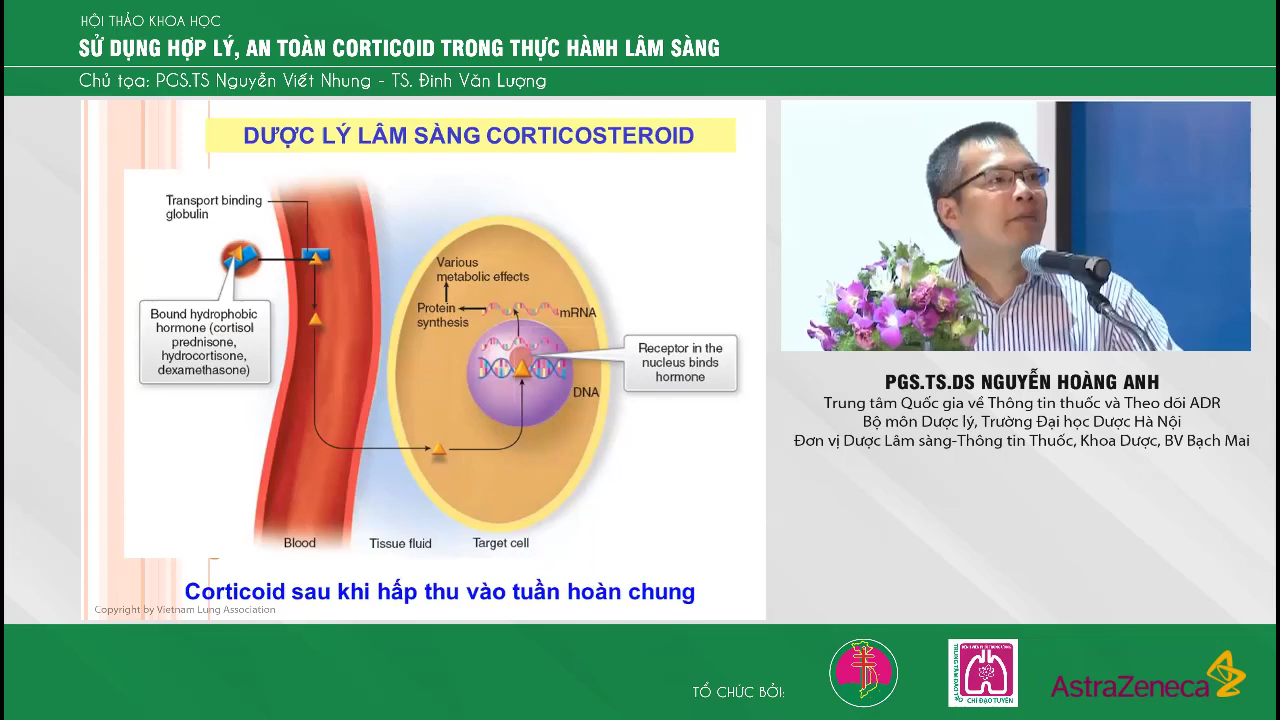 HỘI THẢO KHOA HỌC
SỬ DỤNG HỢP LÝ, AN TOÀN CORTICOID TRONG THỰC HÀNH LÂM SÀNG
Chủ tọa: PGS.TS Nguyễn Viết Nhung - TS. Đinh Văn Lượng
DƯỢC LÝ LÂM SÀNG CORTICOSTEROID
Transport binding
globulin
Bound hydrophobic
hormone (cortisol
prednisone,
hydrocortisone,
dexamethasone)
Various
metabolic effects
Protein
synthesis
mRNA
DNA
Receptor in the
nucleus binds
hormone
Blood
Tissue fluid
Target cell
Corticoid sau khi hấp thu vào tuần hoàn chung
Copyright by Vietnam Lung Association
PGS.TS.DS NGUYỄN HOÀNG ANH
Trung tâm Quốc gia về Thông tin thuốc và Theo dõi ADR
Bộ môn Dược lý, Trường Đại học Dược Hà Nội
Đơn vị Dược Lâm sàng-Thông tin Thuốc, Khoa Dược, BV Bạch Mai
TỔ CHỨC BỞI:
CHỈ ĐẠO TUYẾN
AstraZeneca